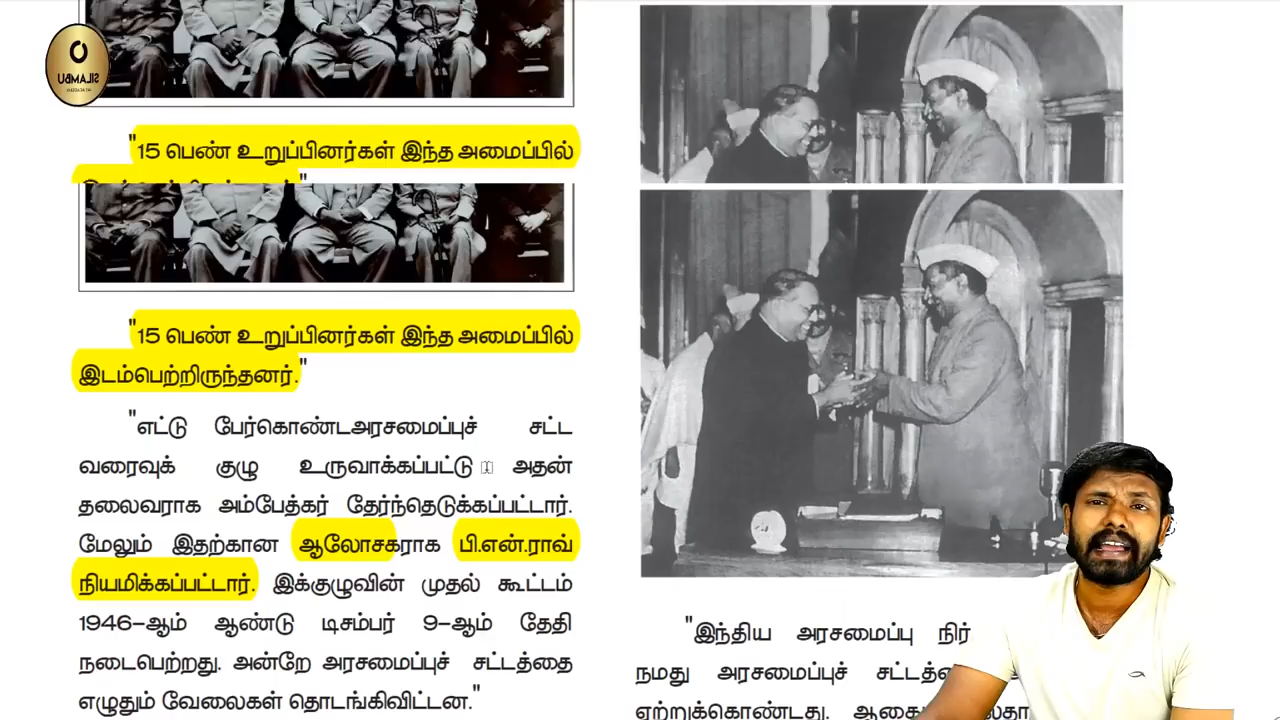 "15 பெண் உறுப்பினர்கள் இந்த அமைப்பில்
"15 பெண் உறுப்பினர்கள் இந்த அமைப்பில்
இடம்பெற்றிருந்தனர்."
"எட்டு பேர்கொண்டஅரசமைப்புச் சட்ட
வரைவுக் குழு உருவாக்கப்பட்டு அதன்
தலைவராக அம்பேத்கர் தேர்ந்தெடுக்கப்பட்டார்.
மேலும் இதற்கான ஆலோசகராக பி.என்.ராவ்
நியமிக்கப்பட்டார். இக்குழுவின் முதல் கூட்டம்
1946–ஆம் ஆண்டு டிசம்பர் 9–ஆம் தேதி
நடைபெற்றது. அன்றே அரசமைப்புச் சட்டத்தை
எழுதும் வேலைகள் தொடங்கிவிட்டன."
"இந்திய அரசமைப்பு
நமது அரசமைப்புச்
ஏற்றுக்கொண்டது.
SILAMBU